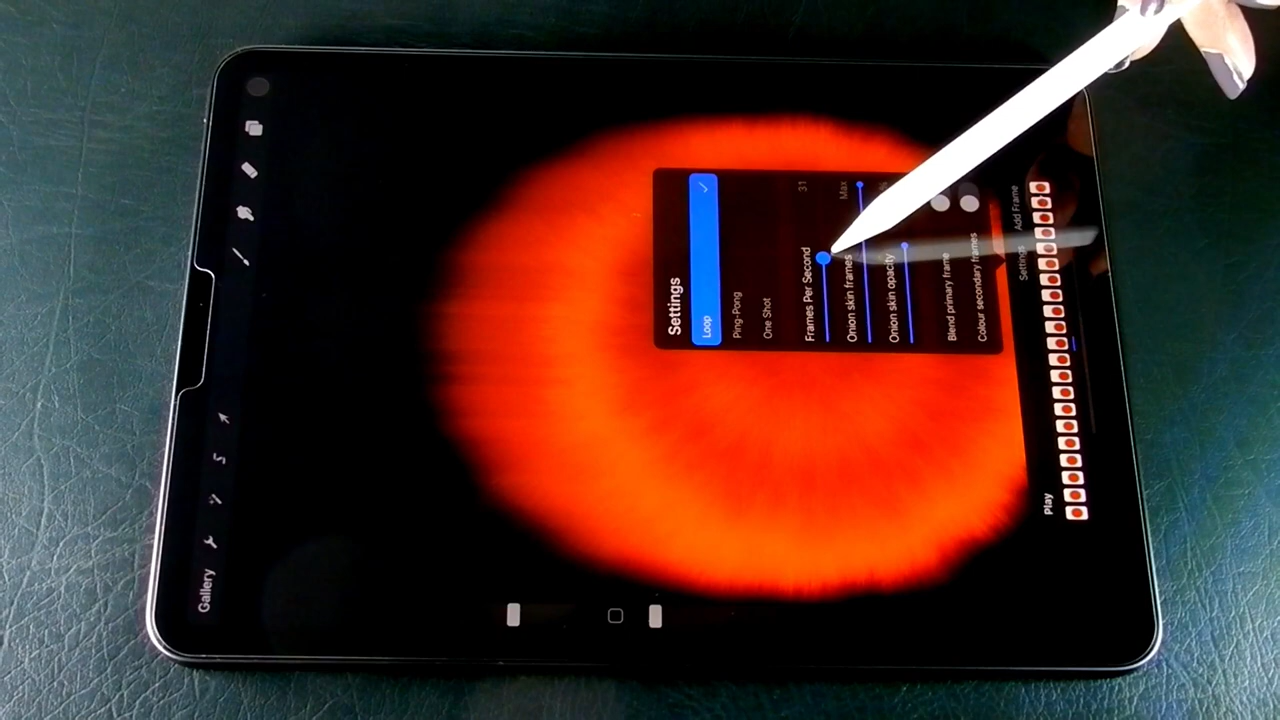 Gallery
Settings
Loop
Ping-Pong
One Shot
Frames Per Second 31
Onion skin frames Max
Onion skin opacity
Blend primary frame
Colour secondary frames
Play Settings Add Frame